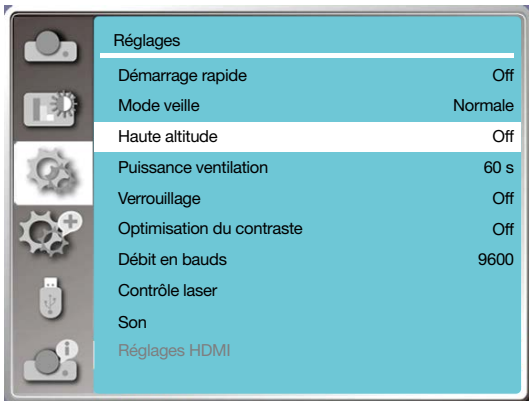 Réglages
Démarrage rapide Off
Mode veille Normale
Haute altitude Off
Puissance ventilation 60 s
Verrouillage Off
Optimisation du contraste Off
Débit en bauds 9600
Contrôle laser
Son
Réglages HDMI